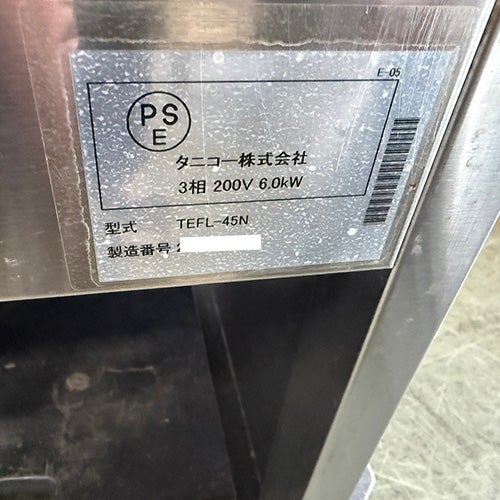 E-05
PS
E
タニコー株式会社
3相 200V 6.0kW
型式 TEFL-45N
製造番号